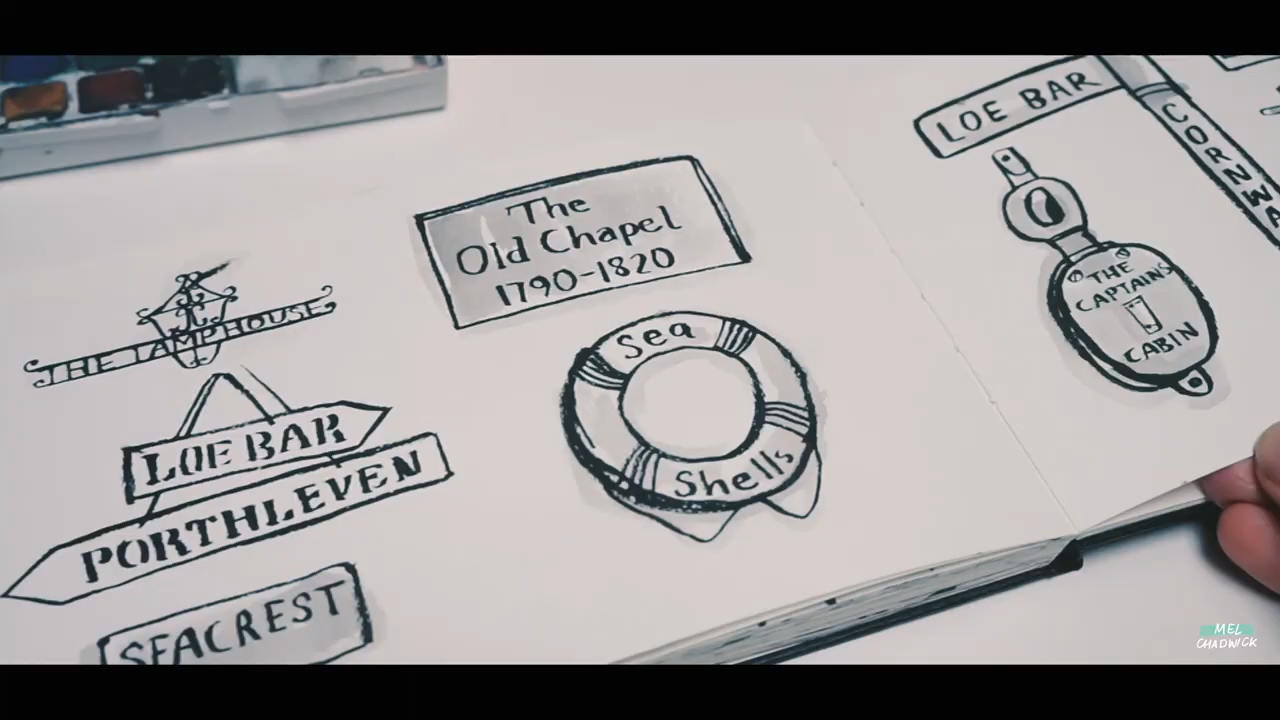 THE LAMPHOUSE
LOE BAR
PORTHLEVEN
SEACREST
The
Old Chapel
1790-1820
Sea
Shells
LOE BAR
CORNWA
THE
CAPTAINS
CABIN
MEL
CHADWICK